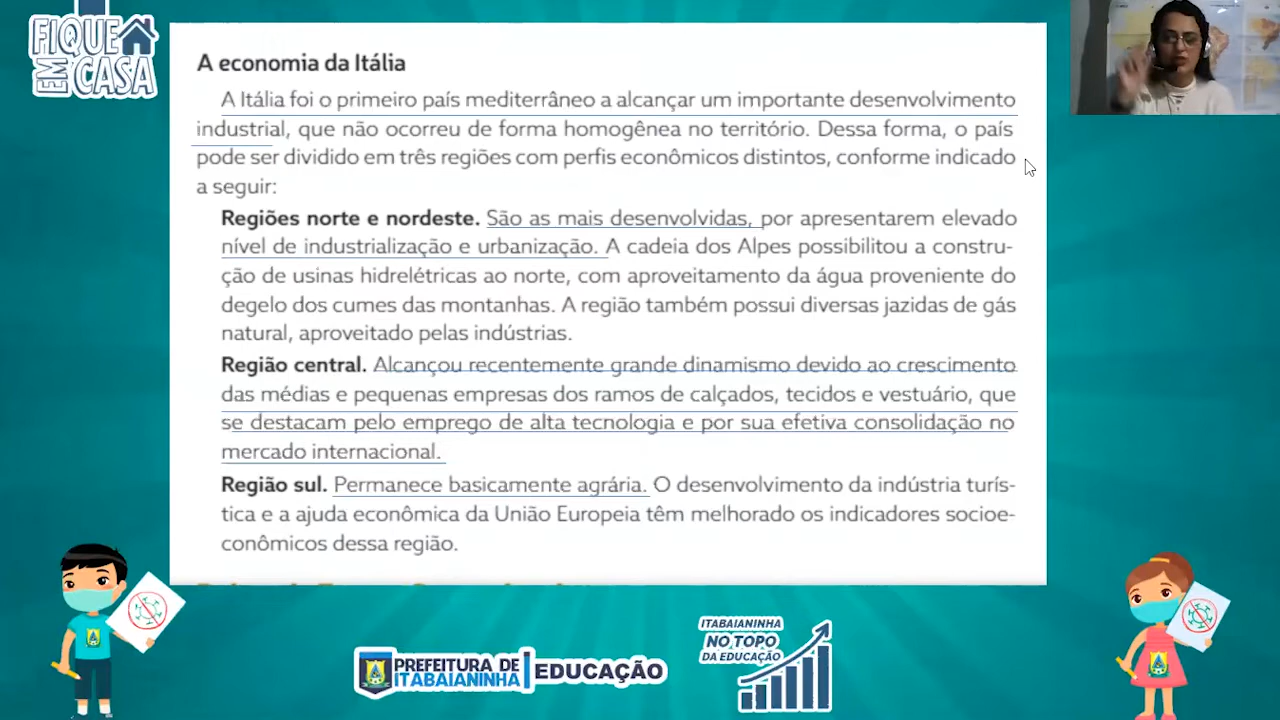 FIQUE
EM
CASA
A economia da Itália
A Itália foi o primeiro país mediterrâneo a alcançar um importante desenvolvimento
industrial, que não ocorreu de forma homogênea no território. Dessa forma, o país
pode ser dividido em três regiões com perfis econômicos distintos, conforme indicado
a seguir:
Regiões norte e nordeste. São as mais desenvolvidas, por apresentarem elevado
nível de industrialização e urbanização. A cadeia dos Alpes possibilitou a constru-
ção de usinas hidrelétricas ao norte, com aproveitamento da água proveniente do
degelo dos cumes das montanhas. A região também possui diversas jazidas de gás
natural, aproveitado pelas indústrias.
Região central. Alcançou recentemente grande dinamismo devido ao crescimento
das médias e pequenas empresas dos ramos de calçados, tecidos e vestuário, que
se destacam pelo emprego de alta tecnologia e por sua efetiva consolidação no
mercado internacional.
Região sul. Permanece basicamente agrária. O desenvolvimento da indústria turís-
tica e a ajuda econômica da União Europeia têm melhorado os indicadores socioe-
conômicos dessa região.
PREFEITURA DE
ITABAIANINHA
EDUCAÇÃO
ITABAIANINHA
NO TOPO
DA EDUCAÇÃO